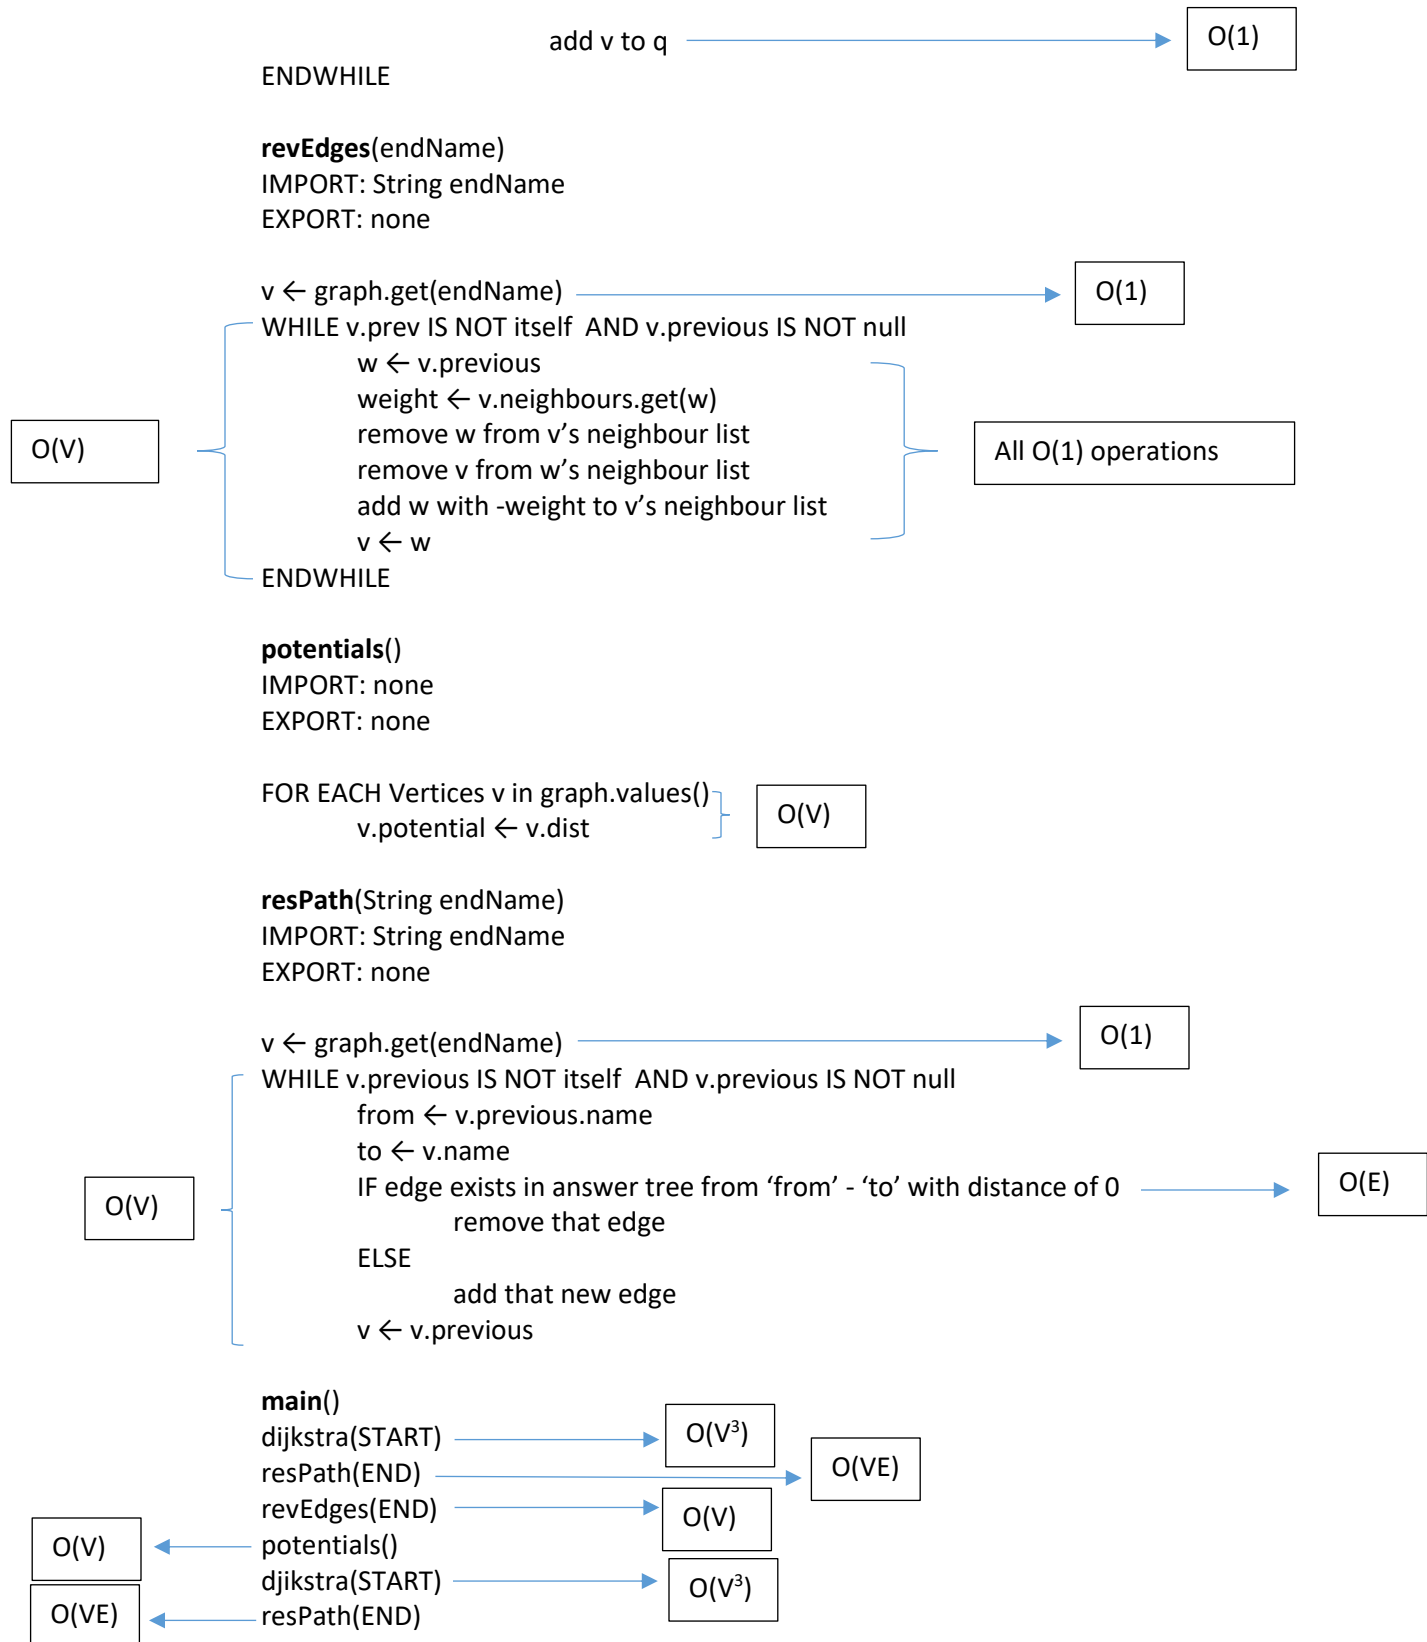 add v to q O(1)
ENDWHILE
revEdges(endName)
IMPORT: String endName
EXPORT: none
v ← graph.get(endName) O(1)
WHILE v.prev IS NOT itself AND v.previous IS NOT null
w ← v.previous
weight ← v.neighbours.get(w)
O(V) remove w from v’s neighbour list All O(1) operations
remove v from w’s neighbour list
add w with -weight to v’s neighbour list
v ← w
ENDWHILE
potentials()
IMPORT: none
EXPORT: none
FOR EACH Vertices v in graph.values()
v.potential ← v.dist O(V)
resPath(String endName)
IMPORT: String endName
EXPORT: none
v ← graph.get(endName) O(1)
WHILE v.previous IS NOT itself AND v.previous IS NOT null
from ← v.previous.name
to ← v.name
O(V) IF edge exists in answer tree from ‘from’ - ‘to’ with distance of 0 O(E)
remove that edge
ELSE
add that new edge
v ← v.previous
main()
dijkstra(START) O(V³)
resPath(END) O(VE)
revEdges(END) O(V)
O(V) potentials()
djikstra(START) O(V³)
O(VE) resPath(END)